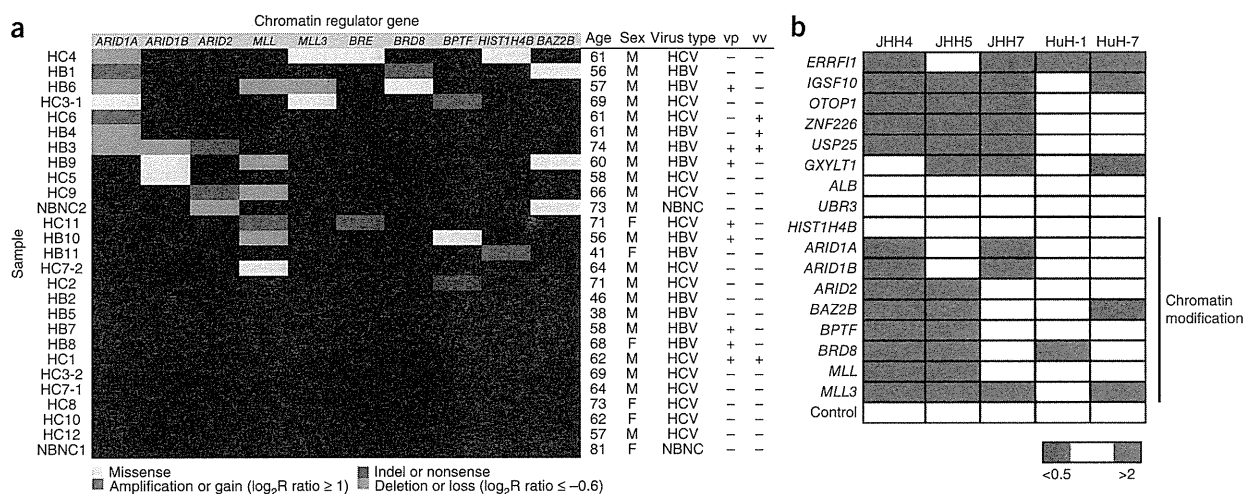 a
Chromatin regulator gene
ARID1A ARID1B ARID2 MLL MLL3 BRE BRD8 BPTF HIST1H4B BAZ2B Age Sex Virus type vp vv
Sample
HC4 61 M HCV – –
HB1 56 M HBV – –
HB6 57 M HBV + –
HC3-1 69 M HCV – –
HC6 61 M HCV – +
HB4 61 M HBV – +
HB3 74 M HBV + +
HB9 60 M HBV + –
HC5 58 M HCV – –
HC9 66 M HCV – –
NBNC2 73 M NBNC – –
HC11 71 F HCV + –
HB10 56 M HBV + –
HB11 41 F HBV – –
HC7-2 64 M HCV – –
HC2 71 M HCV – –
HB2 46 M HBV – –
HB5 38 M HBV – –
HB7 58 M HBV + –
HB8 68 F HBV + –
HC1 62 M HCV + +
HC3-2 69 M HCV – –
HC7-1 64 M HCV – –
HC8 73 F HCV – –
HC10 62 F HCV – –
HC12 57 M HCV – –
NBNC1 81 F NBNC – –
Missense
Indel or nonsense
Amplification or gain (log2R ratio ≥ 1)
Deletion or loss (log2R ratio ≤ –0.6)
b
JHH4 JHH5 JHH7 HuH-1 HuH-7
ERRFI1
IGSF10
OTOP1
ZNF226
USP25
GXYLT1
ALB
UBR3
HIST1H4B
ARID1A
ARID1B
ARID2
BAZ2B
BPTF
BRD8
MLL
MLL3
Control
Chromatin
modification
<0.5 >2